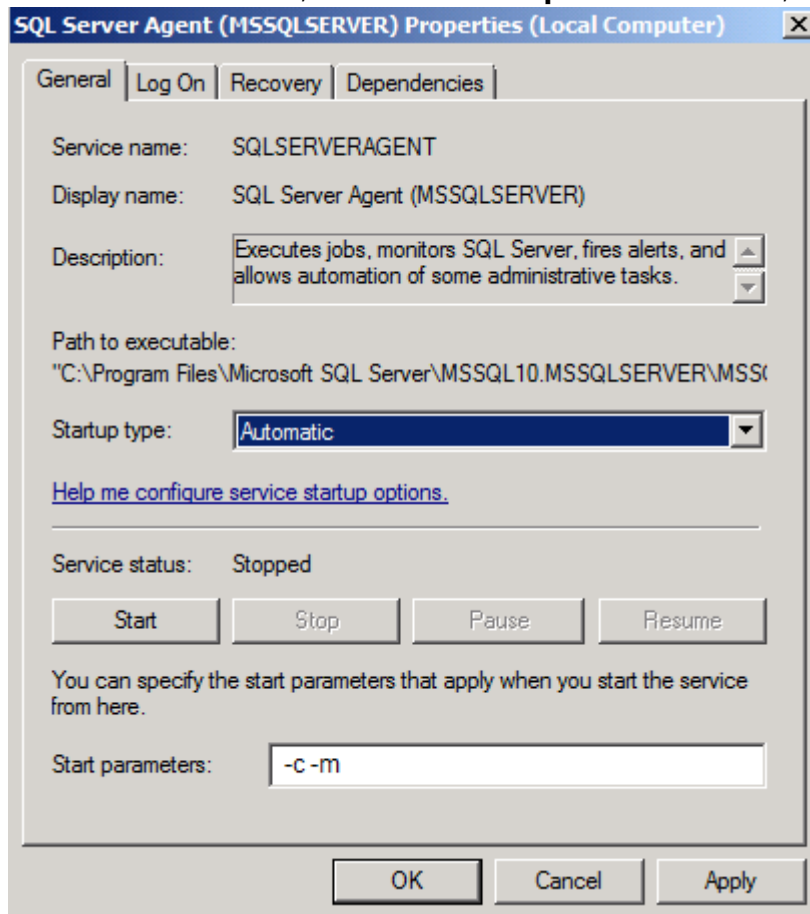 SQL Server Agent (MSSQLSERVER) Properties (Local Computer)
General Log On Recovery Dependencies
Service name: SQLSERVERAGENT
Display name: SQL Server Agent (MSSQLSERVER)
Description: Executes jobs, monitors SQL Server, fires alerts, and
allows automation of some administrative tasks.
Path to executable:
"C:\Program Files\Microsoft SQL Server\MSSQL10.MSSQLSERVER\MSSQ
Startup type: Automatic
Help me configure service startup options.
Service status: Stopped
Start Stop Pause Resume
You can specify the start parameters that apply when you start the service
from here.
Start parameters: -c -m
OK Cancel Apply